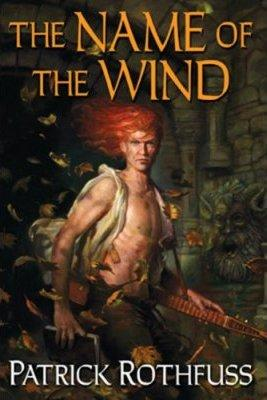 THE NAME OF
THE WIND
PATRICK ROTHFUSS